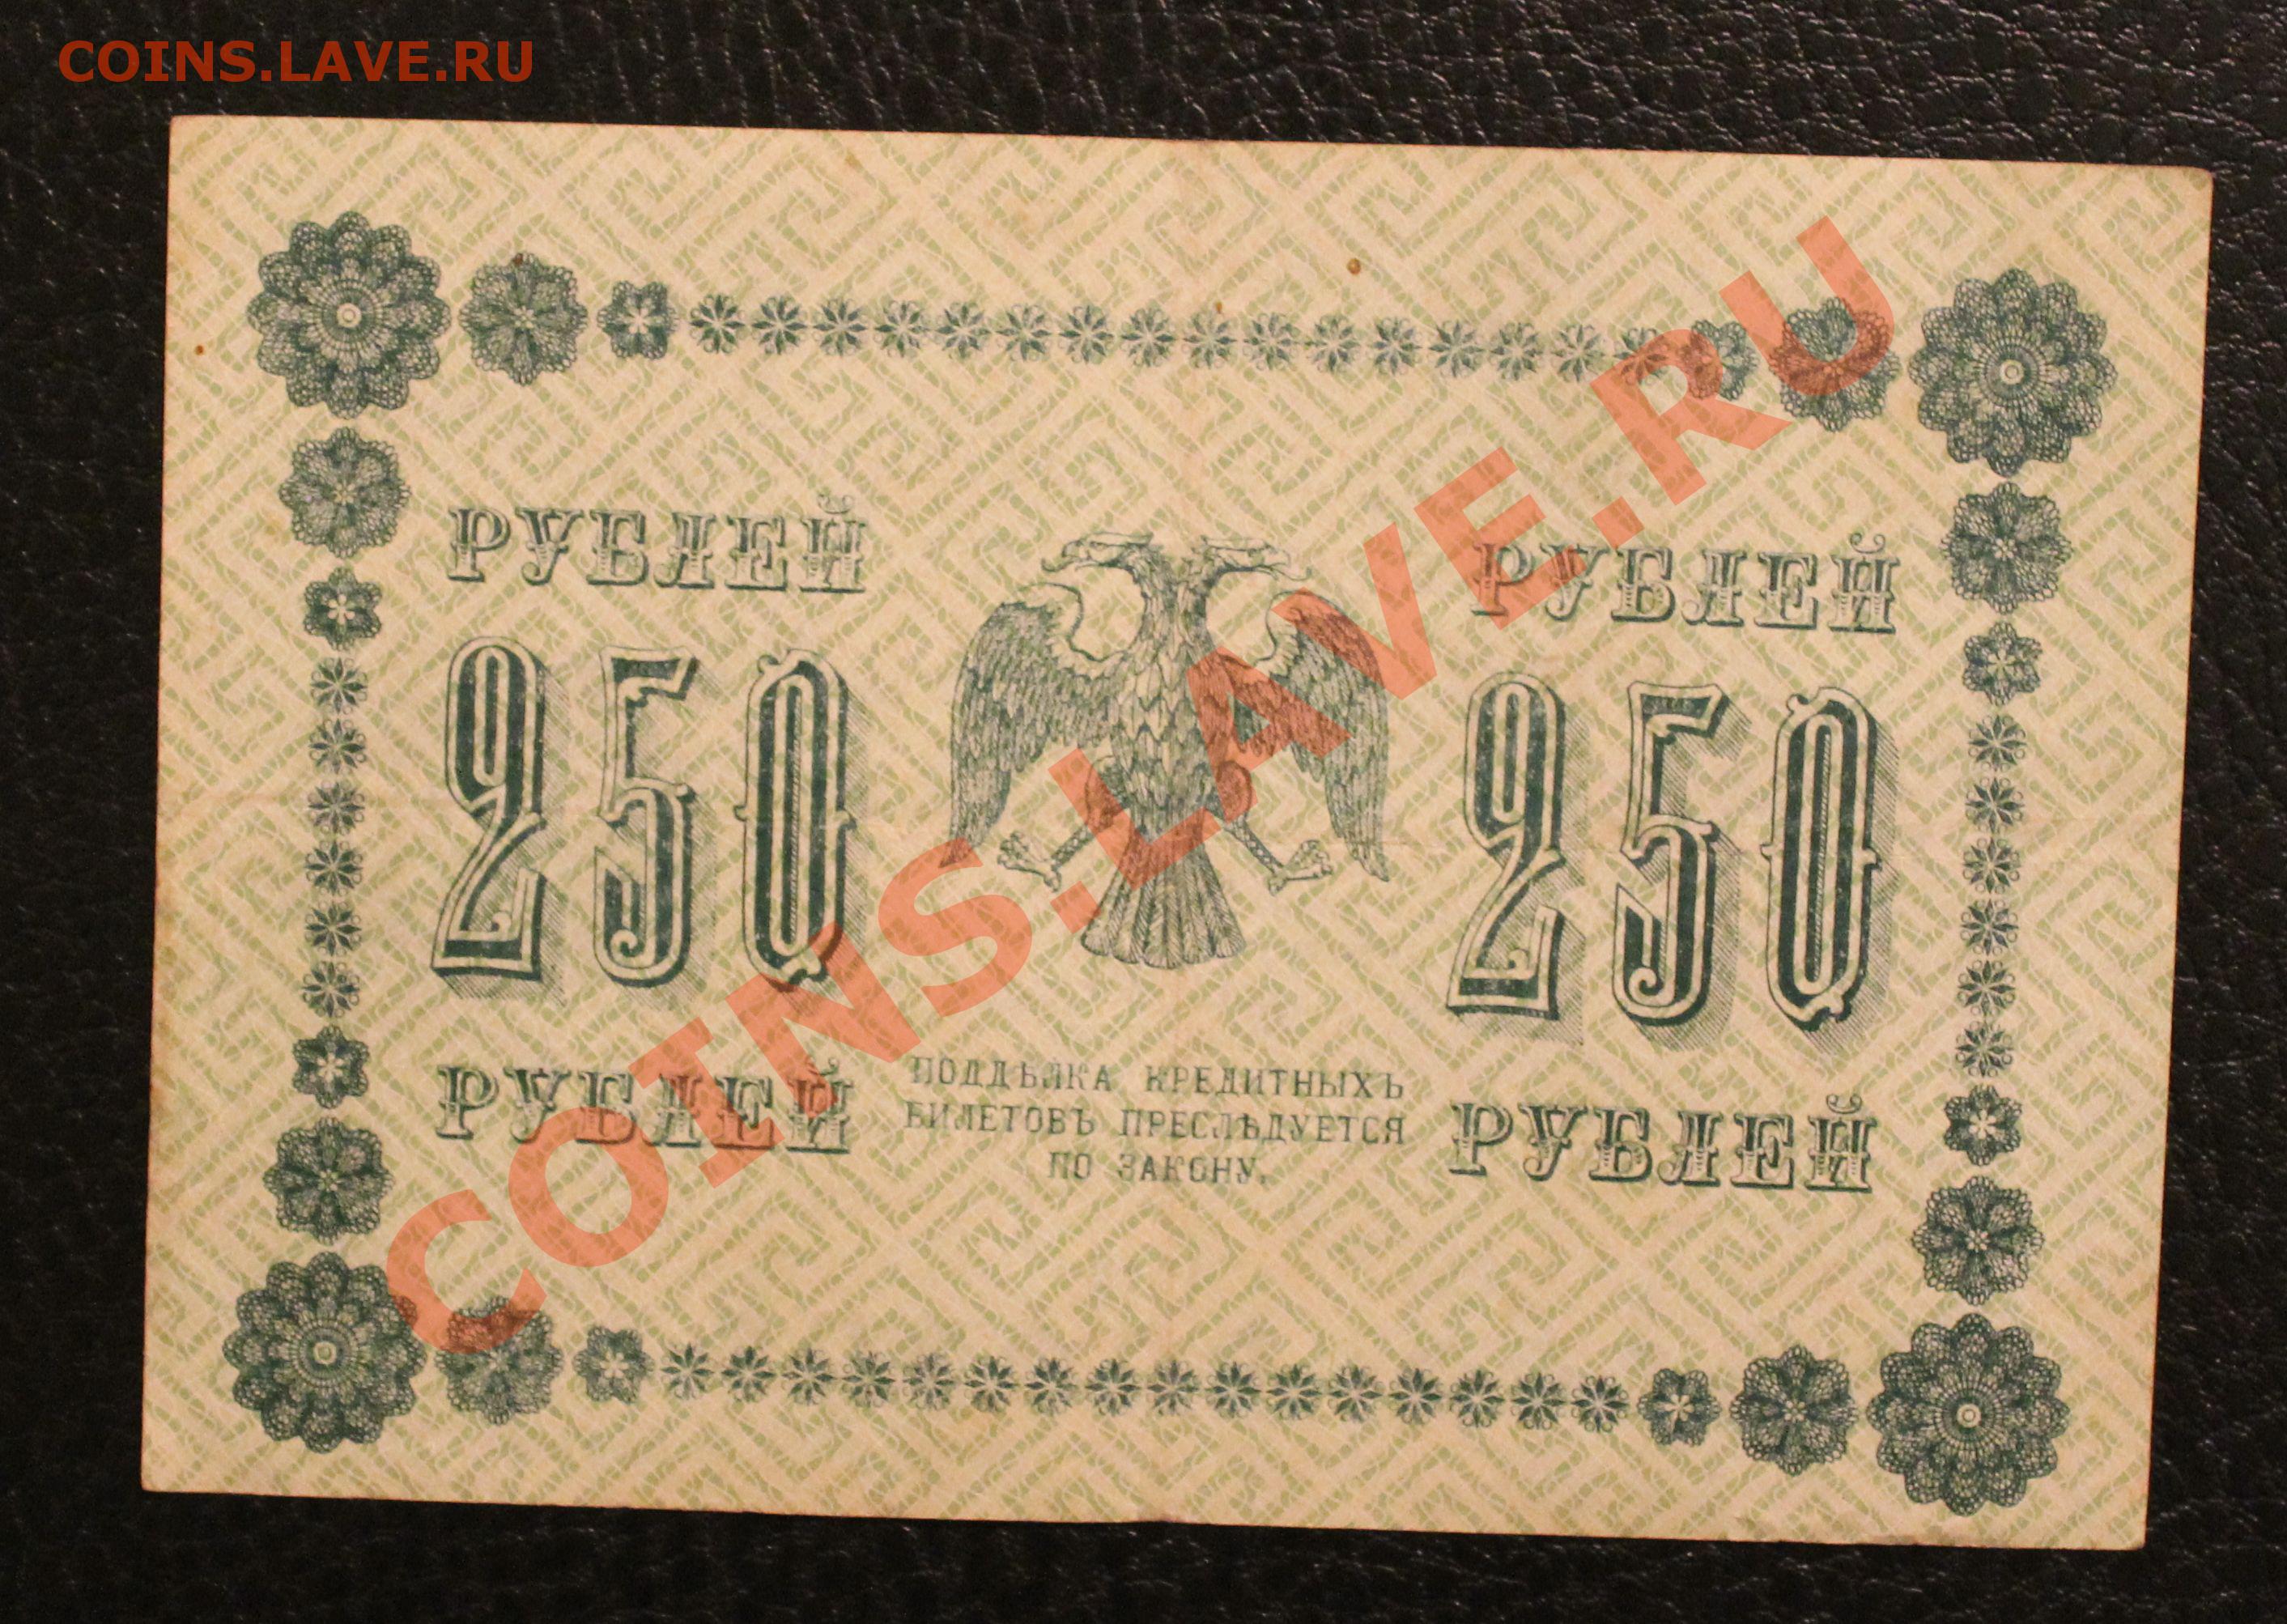 COINS.LAVE.RU
РУБЛЕЙ
РУБЛЕЙ
250
250
РУБЛЕЙ
РУБЛЕЙ
ПОДДѢЛКА КРЕДИТНЫХЪ
БИЛЕТОВЪ ПРЕСЛѢДУЕТСЯ
ПО ЗАКОНУ.
COINS.LAVE.RU